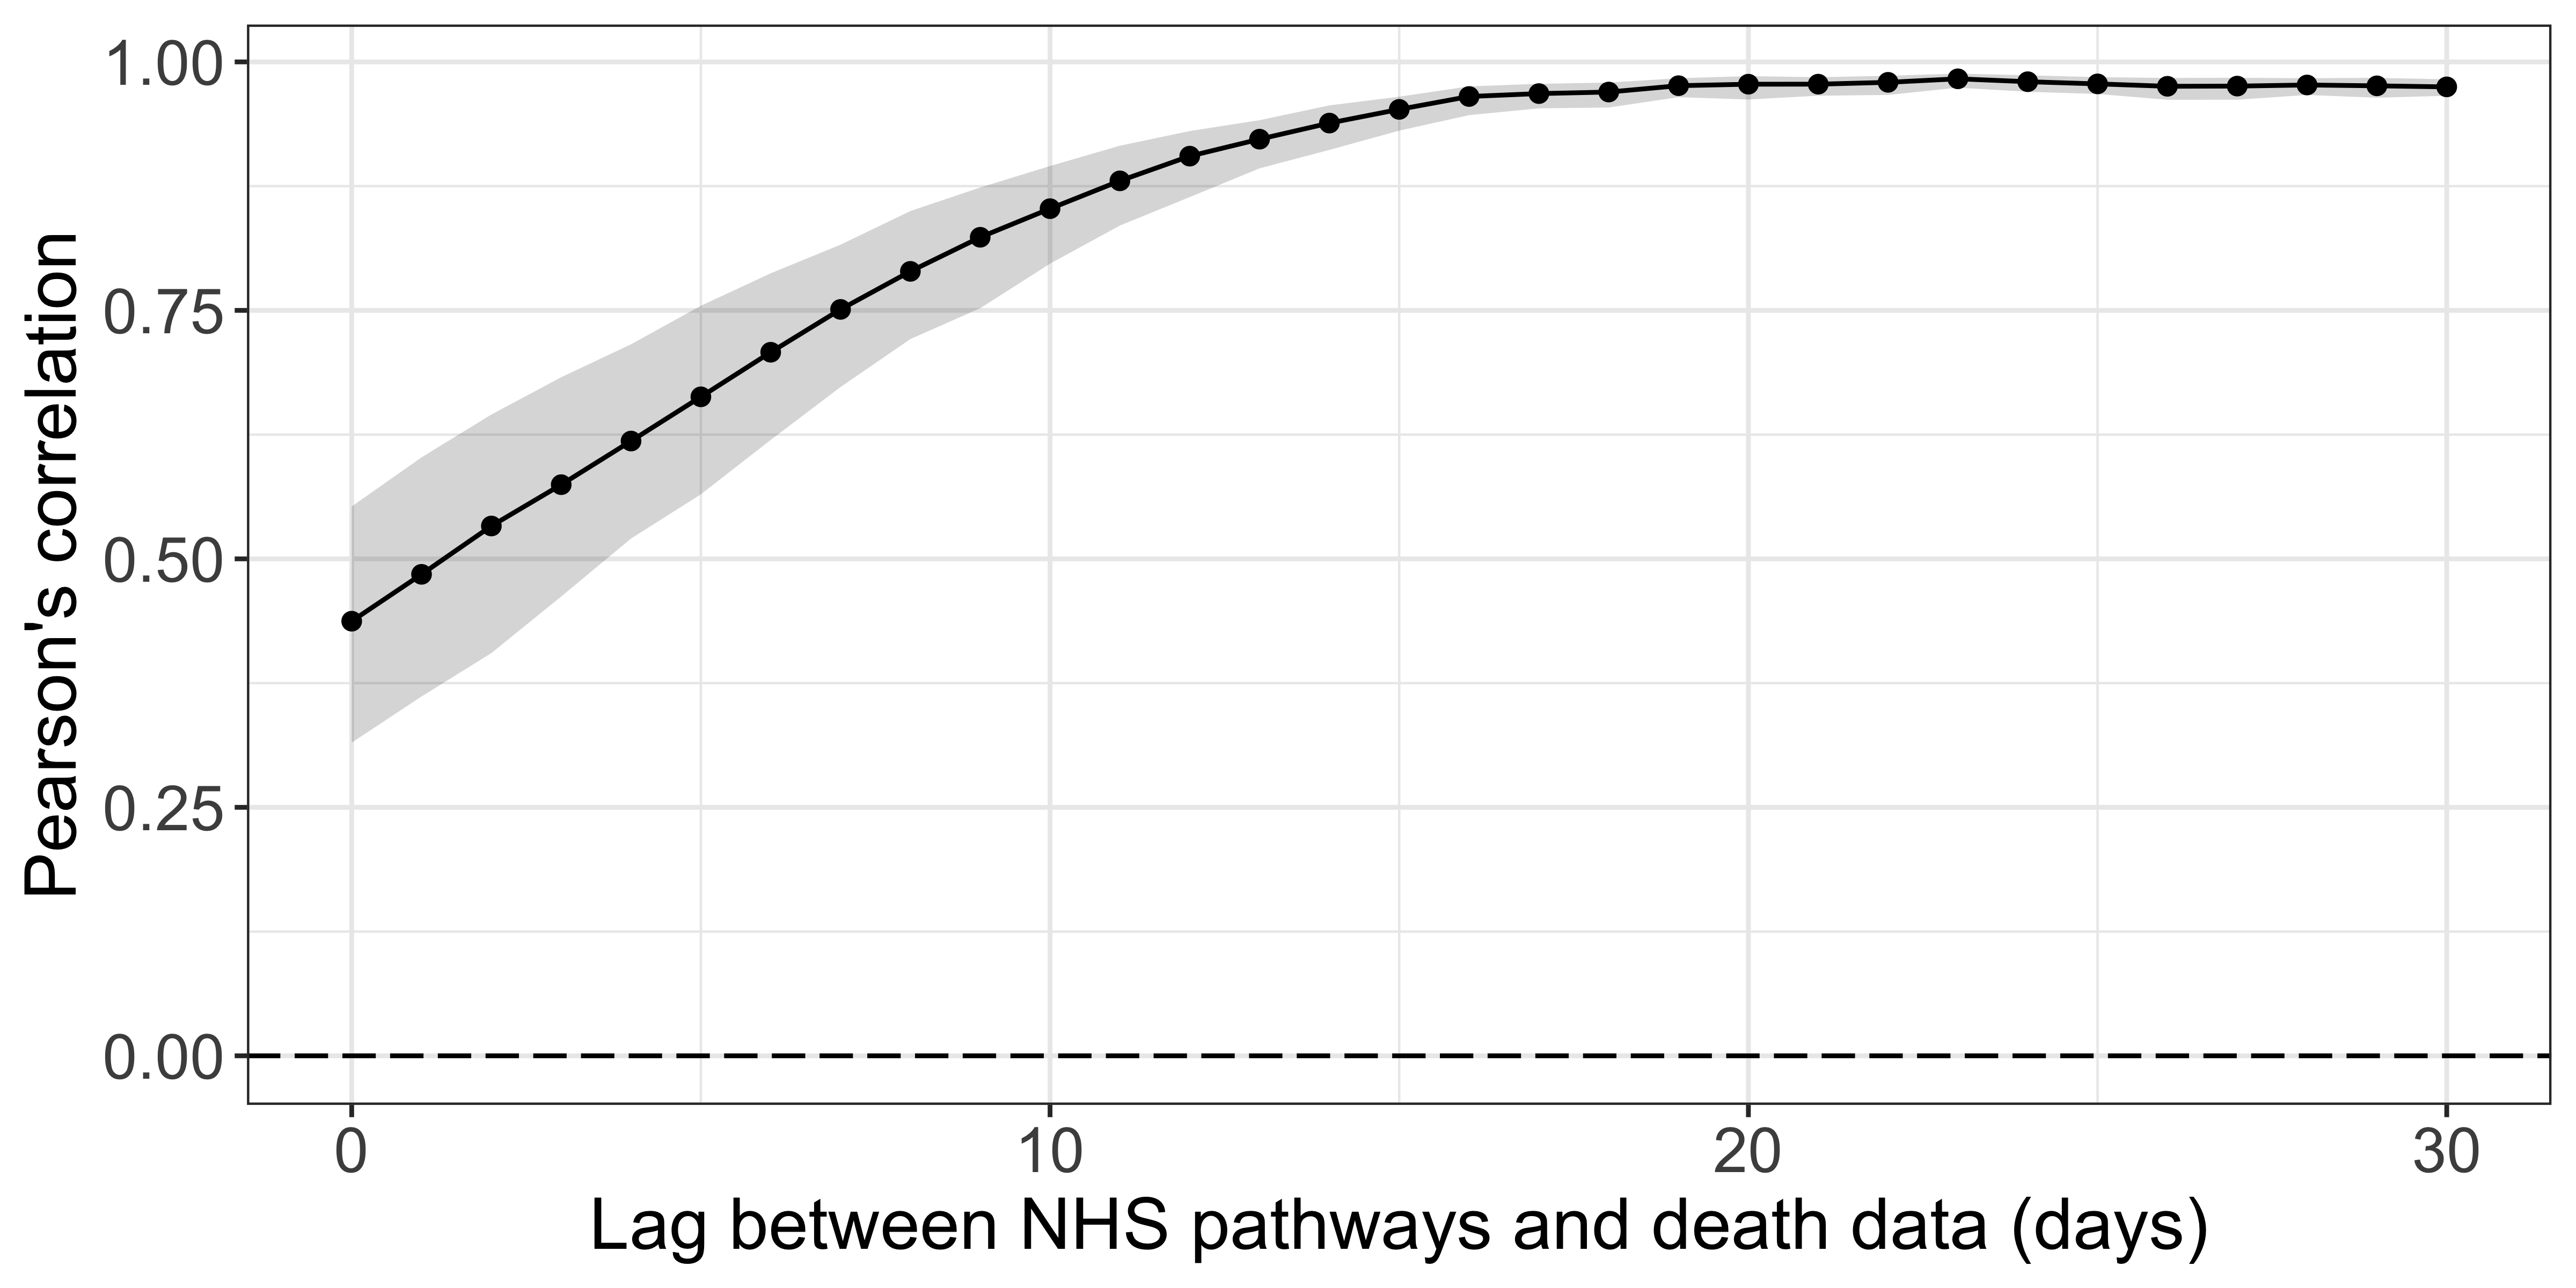 Pearson's correlation
1.00
0.75
0.50
0.25
0.00
0 10 20 30
Lag between NHS pathways and death data (days)